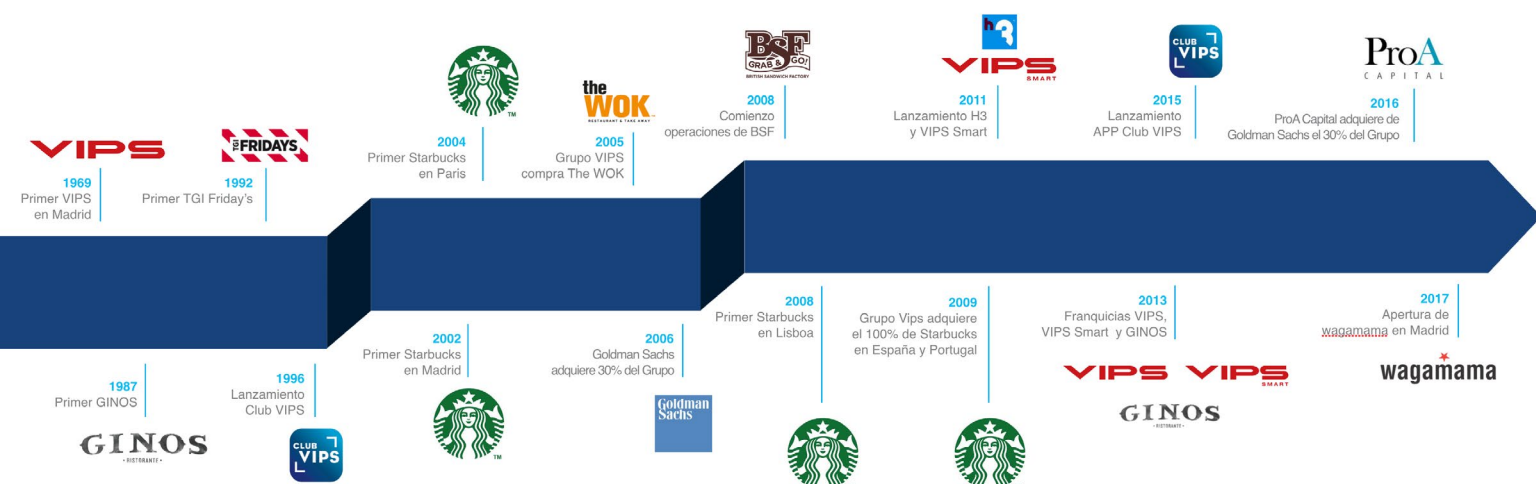 VIPS
1969
Primer VIPS
en Madrid
TGI FRIDAYS
1992
Primer TGI Friday's
TM
2004
Primer Starbucks
en Paris
the
WOK
RESTAURANT & TAKE AWAY
2005
Grupo VIPS
compra The WOK
BSF
GRAB & GO!
BRITISH SANDWICH FACTORY
2008
Comienzo
operaciones de BSF
h3
VIPS
SMART
2011
Lanzamiento H3
y VIPS Smart
CLUB
VIPS
2015
Lanzamiento
APP Club VIPS
ProA
CAPITAL
2016
ProA Capital adquiere de
Goldman Sachs el 30% del Grupo
1987
Primer GINOS
GINOS
· RISTORANTE ·
1996
Lanzamiento
Club VIPS
CLUB
VIPS
2002
Primer Starbucks
en Madrid
TM
2006
Goldman Sachs
adquiere 30% del Grupo
Goldman
Sachs
2008
Primer Starbucks
en Lisboa
2009
Grupo Vips adquiere
el 100% de Starbucks
en España y Portugal
2013
Franquicias VIPS,
VIPS Smart y GINOS
VIPS VIPS
SMART
GINOS
· RISTORANTE ·
2017
Apertura de
wagamama en Madrid
wagamama